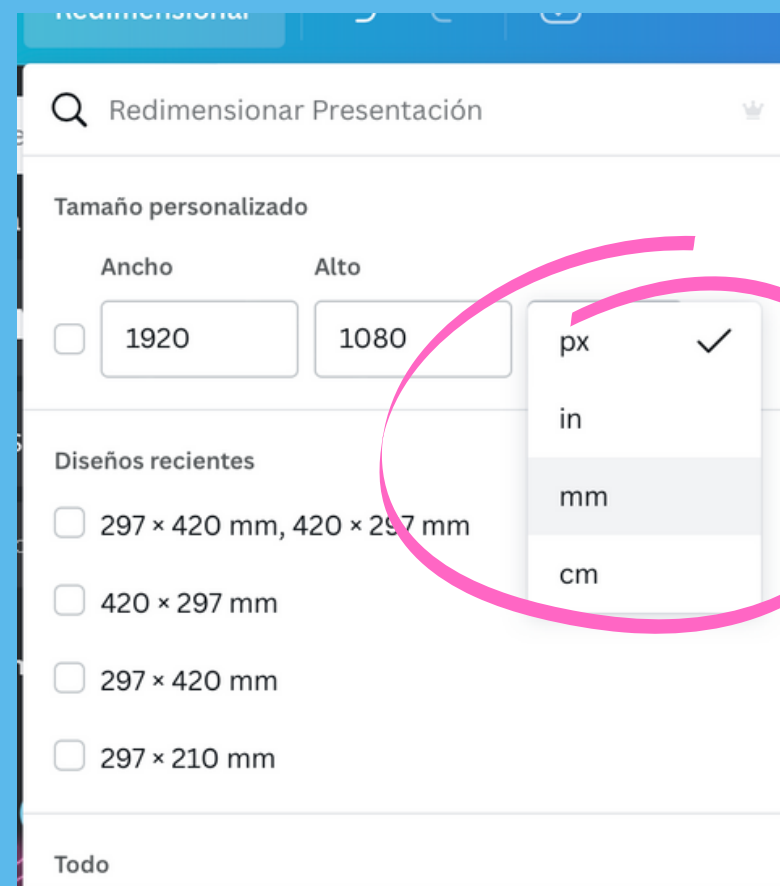 Redimensionar
Redimensionar Presentación
Tamaño personalizado
Ancho Alto
1920 1080 px
in
mm
cm
Diseños recientes
297 × 420 mm, 420 × 297 mm
420 × 297 mm
297 × 420 mm
297 × 210 mm
Todo